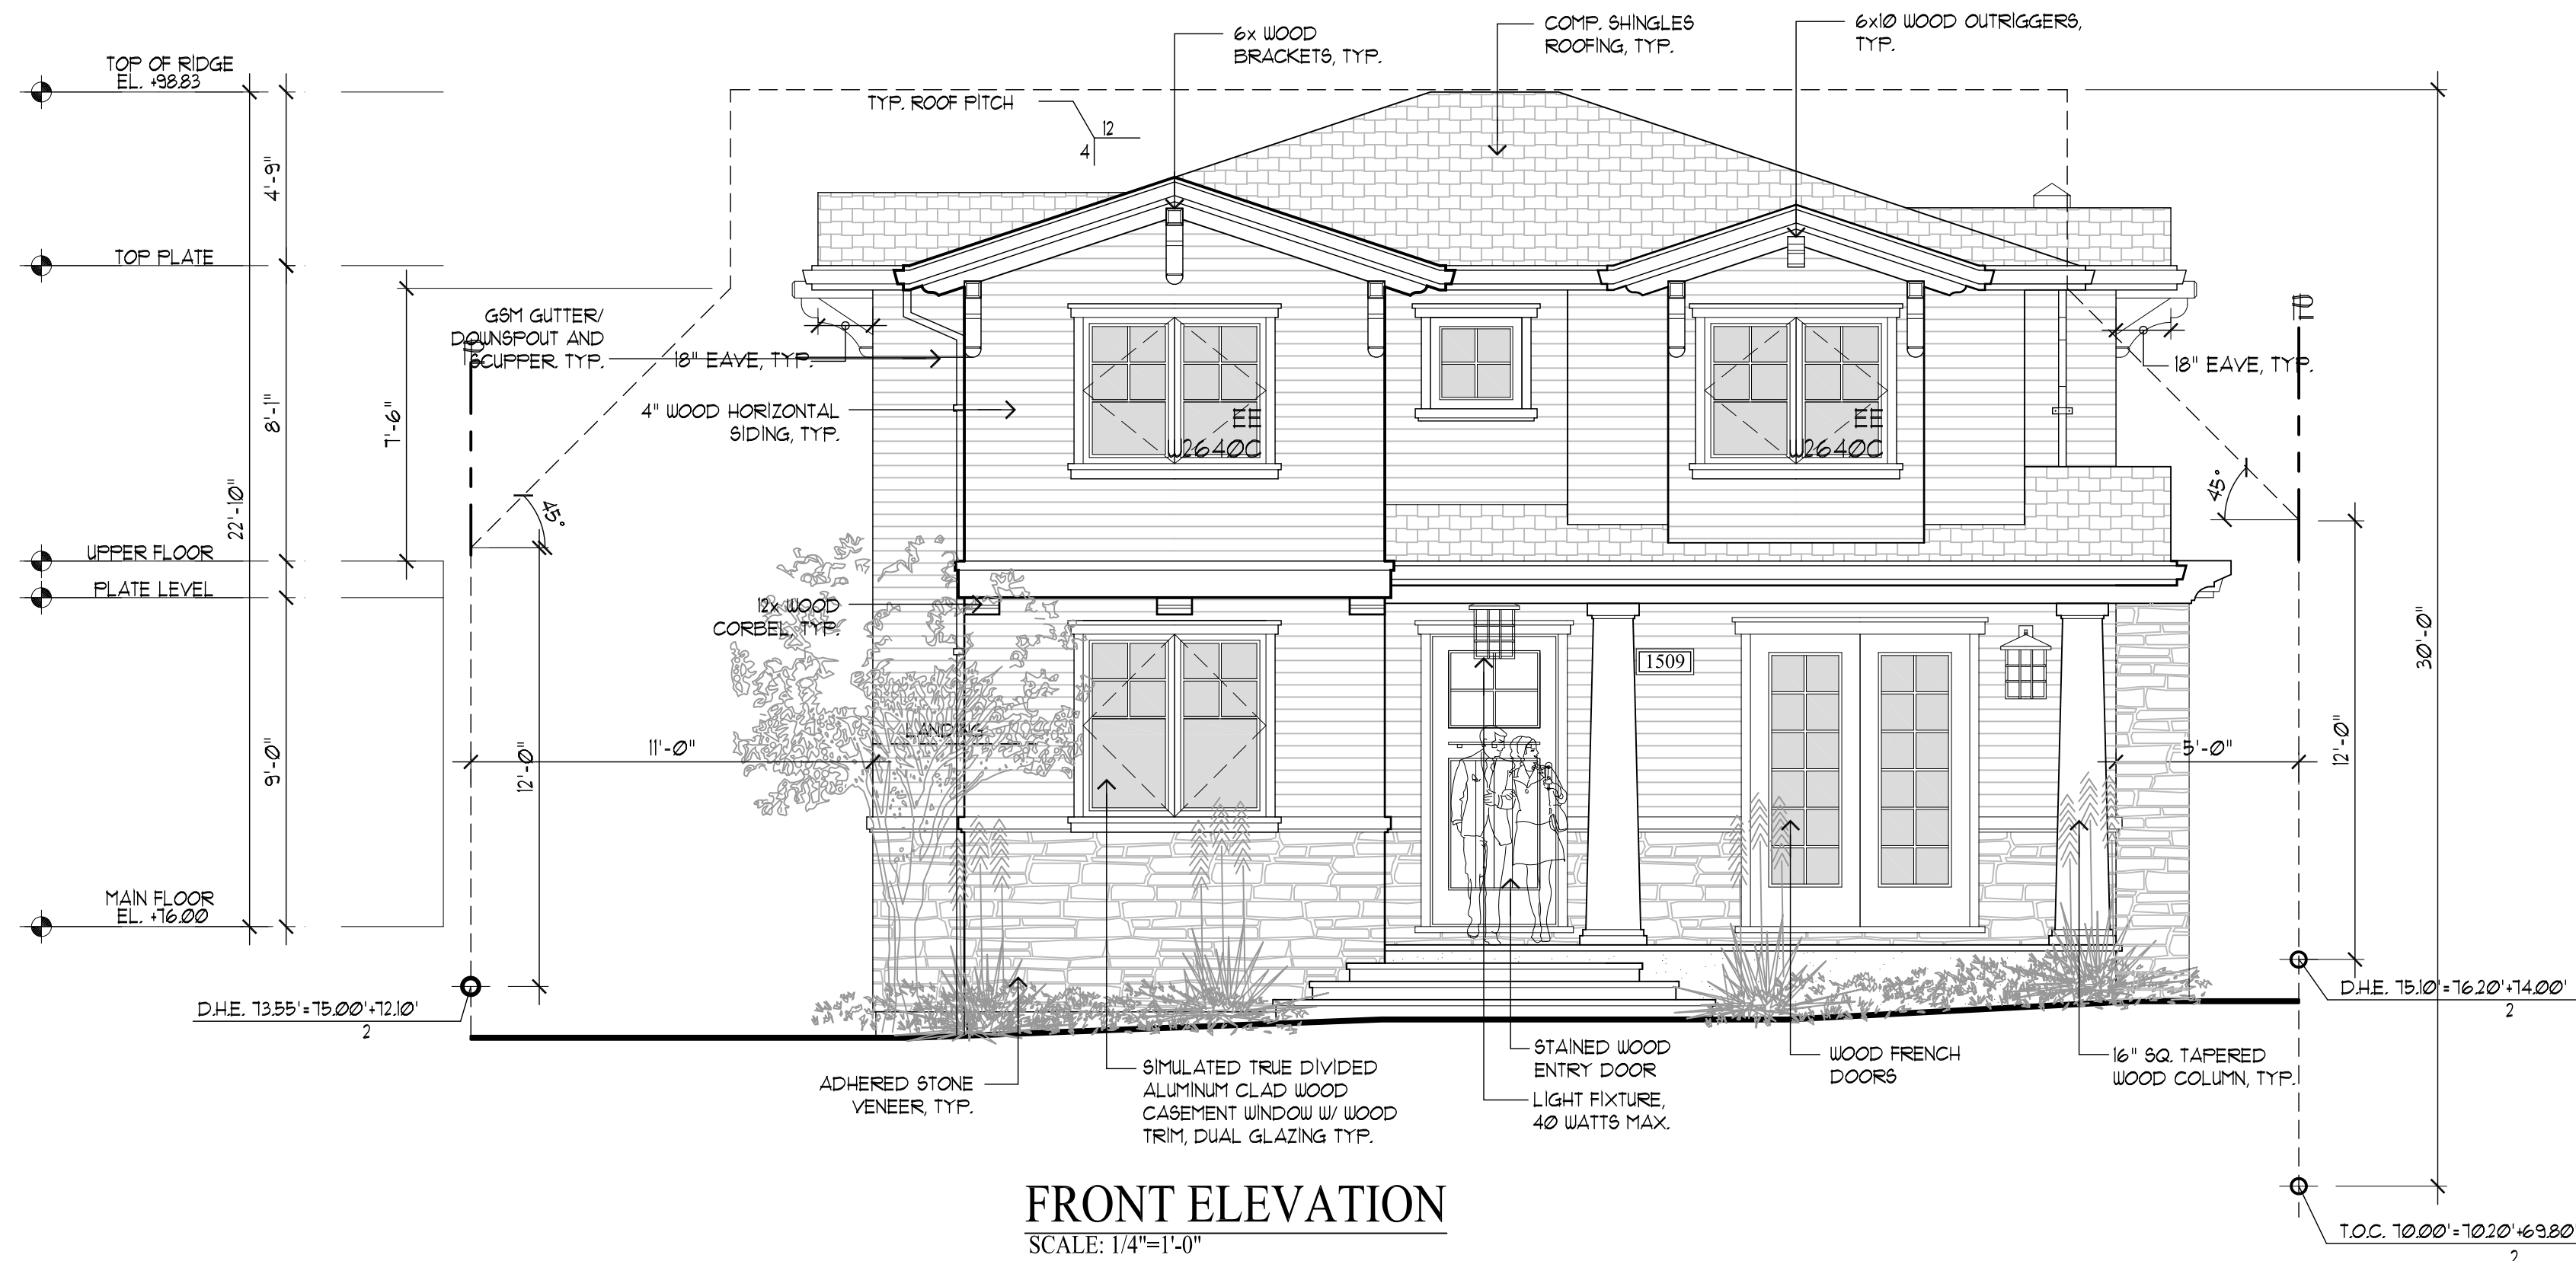 6x WOOD
BRACKETS, TYP.
COMP. SHINGLES
ROOFING, TYP.
6x10 WOOD OUTRIGGERS,
TYP.
TOP OF RIDGE
EL. +98.83
TYP. ROOF PITCH
12
4
4'-9"
TOP PLATE
GSM GUTTER/
DOWNSPOUT AND
SCUPPER. TYP.
18" EAVE, TYP.
18" EAVE, TYP.
4" WOOD HORIZONTAL
SIDING, TYP.
8'-1"
7'-6"
22'-10"
EE
W2640C
EE
W2640C
45°
45°
UPPER FLOOR
PLATE LEVEL
12x WOOD
CORBEL, TYP.
30'-0"
1509
LANDING
9'-0"
12'-0"
11'-0"
5'-0"
12'-0"
MAIN FLOOR
EL. +76.00
D.H.E. 73.55'=75.00'+72.10'
2
D.H.E. 75.10'=76.20'+74.00'
2
ADHERED STONE
VENEER, TYP.
SIMULATED TRUE DIVIDED
ALUMINUM CLAD WOOD
CASEMENT WINDOW W/ WOOD
TRIM, DUAL GLAZING TYP.
STAINED WOOD
ENTRY DOOR
LIGHT FIXTURE,
40 WATTS MAX.
WOOD FRENCH
DOORS
16" SQ. TAPERED
WOOD COLUMN, TYP.
FRONT ELEVATION
SCALE: 1/4"=1'-0"
T.O.C. 70.00'=70.20'+69.80
2